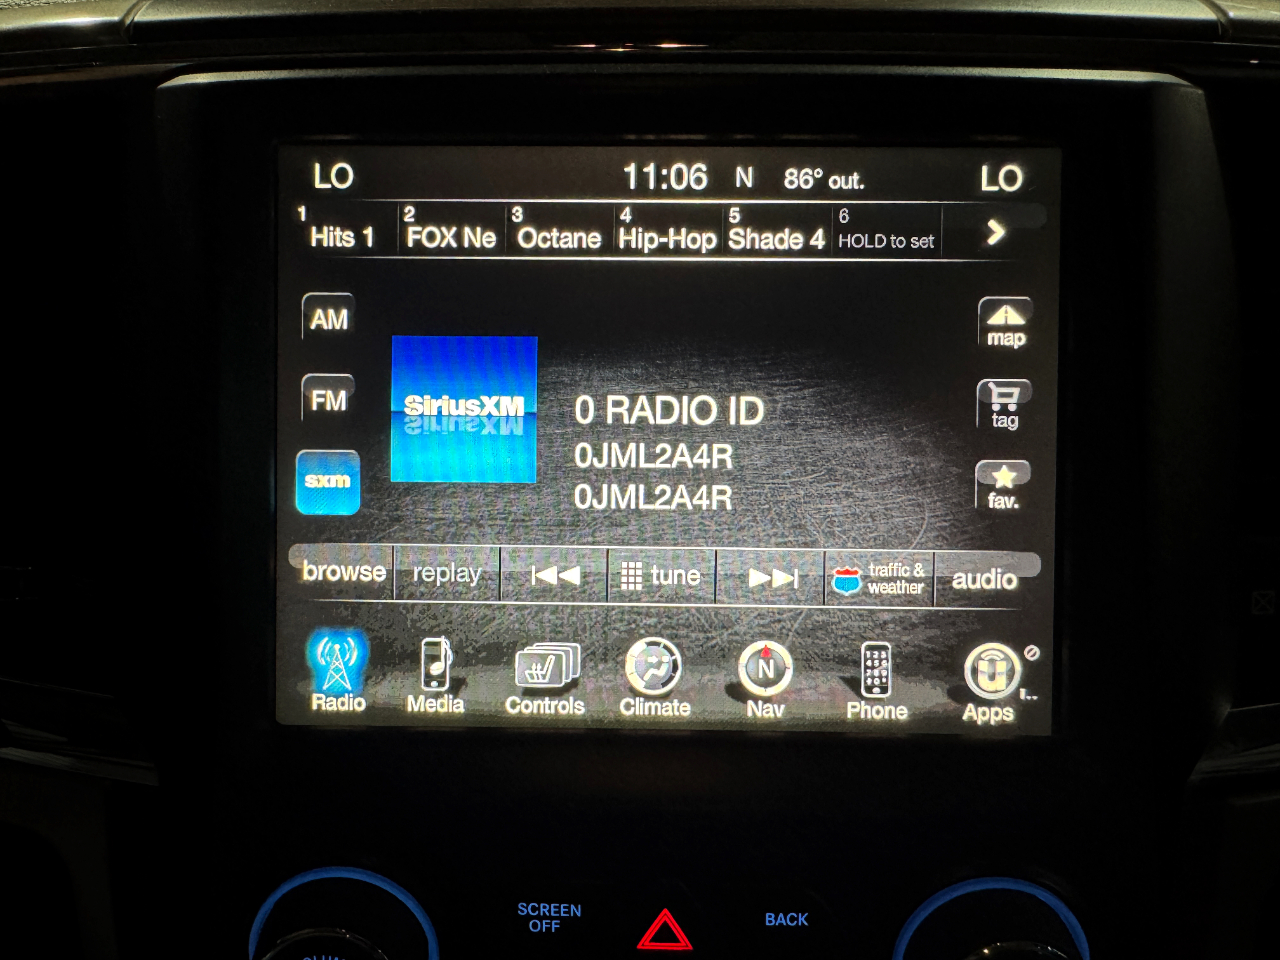 LO 11:06 N 86° out. LO
1 2 3 4 5 6
Hits 1 FOX Ne Octane Hip-Hop Shade 4 HOLD to set
AM
map
FM
tag
SiriusXM
0 RADIO ID
0JML2A4R
0JML2A4R
sxm
fav.
browse replay tune traffic & weather audio
Radio Media Controls Climate N Nav Phone Apps
SCREEN
OFF
BACK